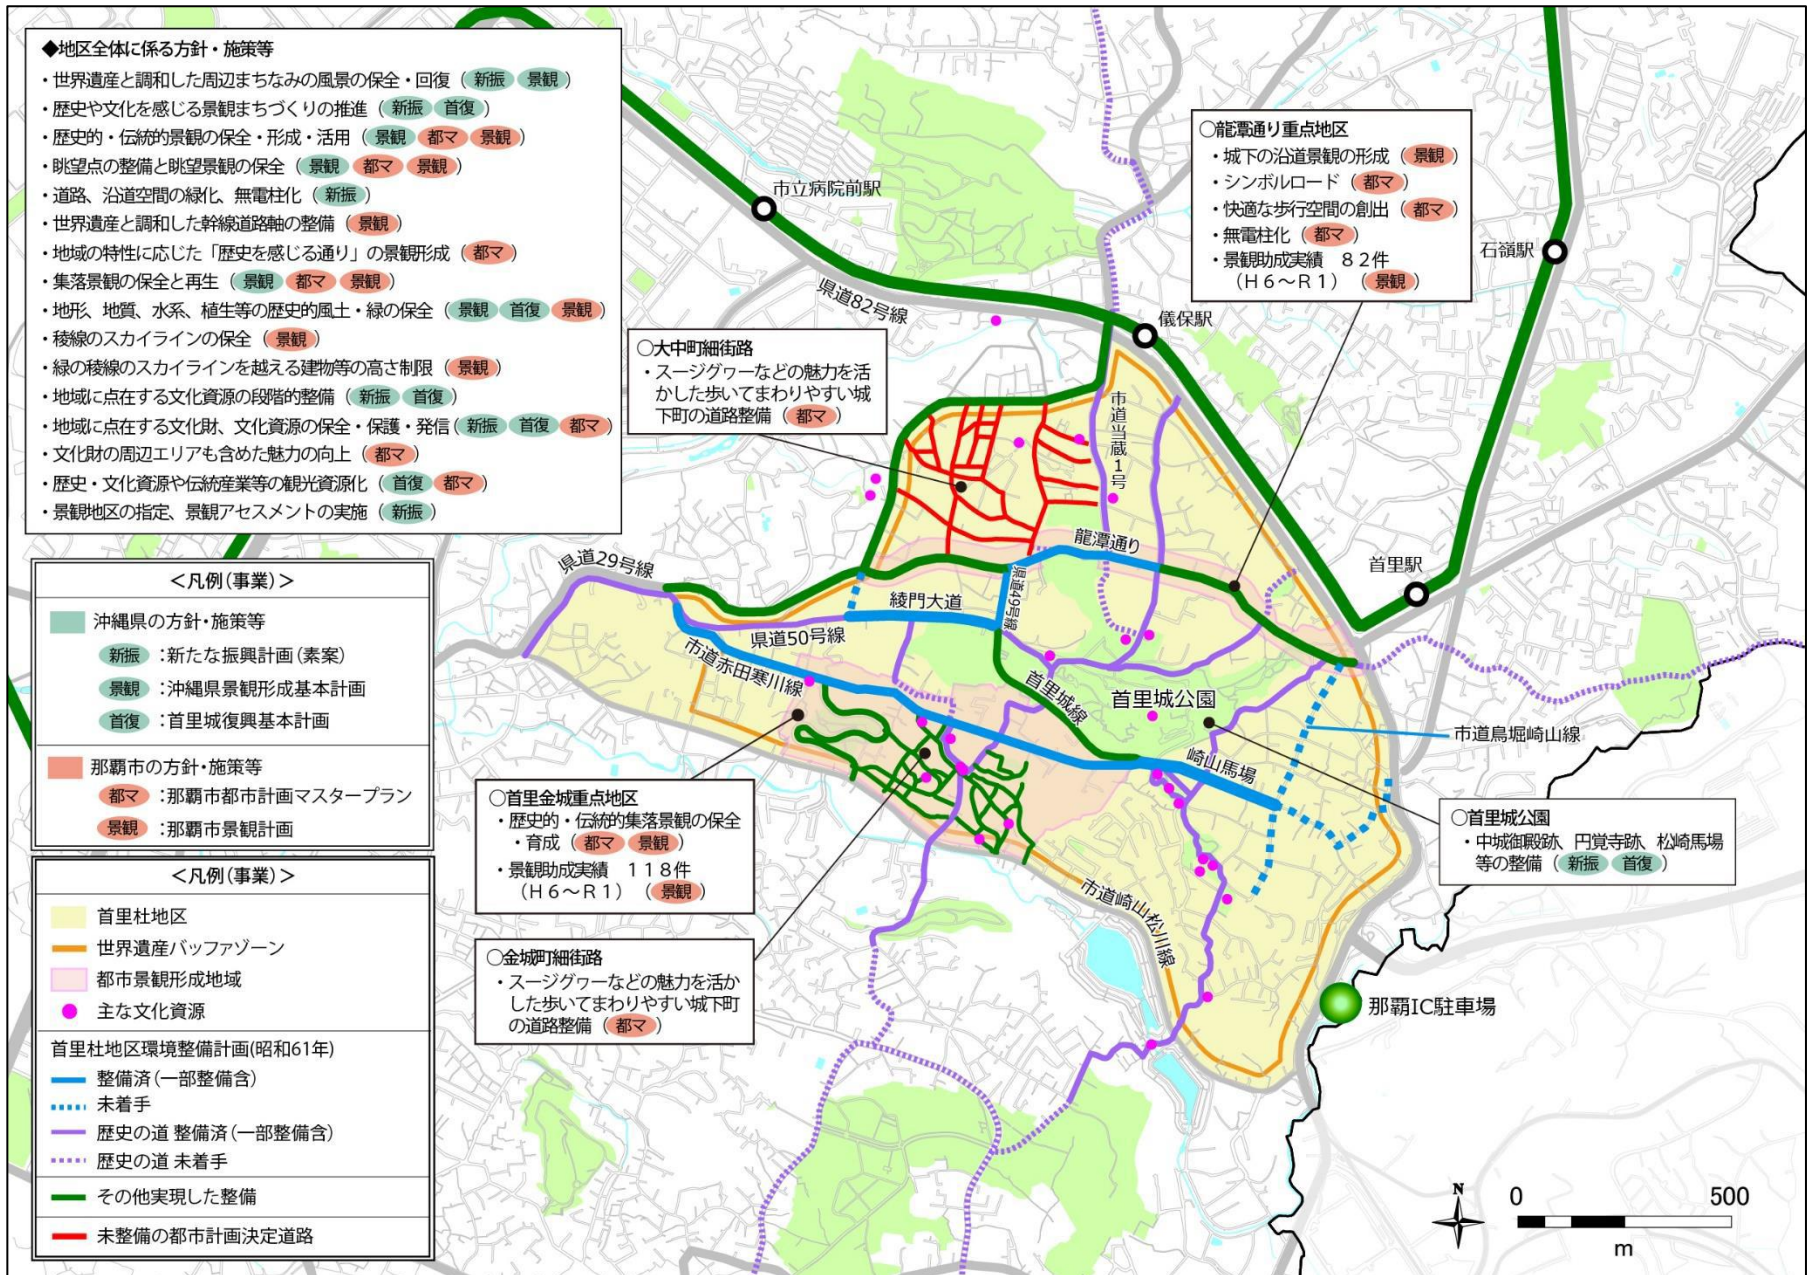 ◆地区全体に係る方針・施策等
・世界遺産と調和した周辺まちなみの風景の保全・回復（新振 景観）
・歴史や文化を感じる景観まちづくりの推進（新振 首復）
・歴史的・伝統的景観の保全・形成・活用（景観 都マ 景観）
・眺望点の整備と眺望景観の保全（景観 都マ 景観）
・道路、沿道空間の緑化、無電柱化（新振）
・世界遺産と調和した幹線道路軸の整備（景観）
・地域の特性に応じた「歴史を感じる通り」の景観形成（都マ）
・集落景観の保全と再生（景観 都マ 景観）
・地形、地質、水系、植生等の歴史的風土・緑の保全（景観 首復 景観）
・稜線のスカイラインの保全（景観）
・緑の稜線のスカイラインを越える建物等の高さ制限（景観）
・地域に点在する文化資源の段階的整備（新振 首復）
・地域に点在する文化財、文化資源の保全・保護・発信（新振 首復 都マ）
・文化財の周辺エリアも含めた魅力の向上（都マ）
・歴史・文化資源や伝統産業等の観光資源化（首復 都マ）
・景観地区の指定、景観アセスメントの実施（新振）
＜凡例(事業)＞
沖縄県の方針・施策等
新振：新たな振興計画(素案)
景観：沖縄県景観形成基本計画
首復：首里城復興基本計画
那覇市の方針・施策等
都マ：那覇市都市計画マスタープラン
景観：那覇市景観計画
＜凡例(事業)＞
首里杜地区
世界遺産バッファゾーン
都市景観形成地域
主な文化資源
首里杜地区環境整備計画(昭和61年)
整備済(一部整備含)
未着手
歴史の道 整備済(一部整備含)
歴史の道 未着手
その他実現した整備
未整備の都市計画決定道路
○龍潭通り重点地区
・城下の沿道景観の形成（景観）
・シンボルロード（都マ）
・快適な歩行空間の創出（都マ）
・無電柱化（都マ）
・景観助成実績　８２件
（Ｈ６～Ｒ１）（景観）
○大中町細街路
・スージグヮーなどの魅力を活
かした歩いてまわりやすい城
下町の道路整備（都マ）
○首里金城重点地区
・歴史的・伝統的集落景観の保全
・育成（都マ 景観）
・景観助成実績　１１８件
（Ｈ６～Ｒ１）（景観）
○金城町細街路
・スージグヮーなどの魅力を活か
した歩いてまわりやすい城下町
の道路整備（都マ）
○首里城公園
・中城御殿跡、円覚寺跡、松崎馬場
等の整備（新振 首復）
市立病院前駅
儀保駅
石嶺駅
首里駅
県道82号線
市道当蔵1号
龍潭通り
県道29号線
綾門大道
県道49号線
県道50号線
市道赤田寒川線
首里城線
首里城公園
崎山馬場
市道鳥堀崎山線
市道崎山松川線
那覇IC駐車場
N
0 500
m